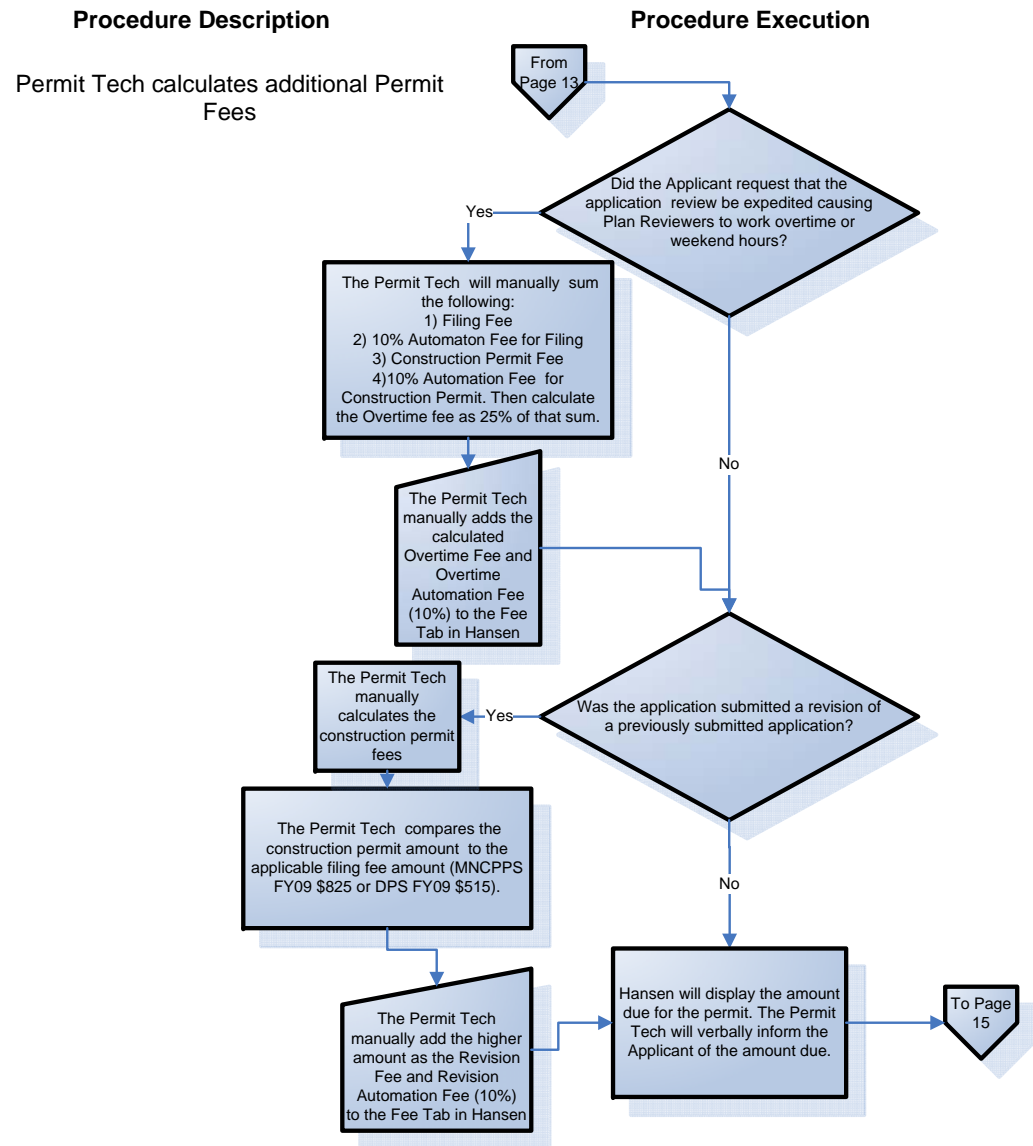 Procedure Description
Procedure Execution
Permit Tech calculates additional Permit
Fees
From
Page 13
Did the Applicant request that the
application review be expedited causing
Plan Reviewers to work overtime or
weekend hours?
Yes
The Permit Tech will manually sum
the following:
1) Filing Fee
2) 10% Automaton Fee for Filing
3) Construction Permit Fee
4)10% Automation Fee for
Construction Permit. Then calculate
the Overtime fee as 25% of that sum.
No
The Permit Tech
manually adds the
calculated
Overtime Fee and
Overtime
Automation Fee
(10%) to the Fee
Tab in Hansen
Was the application submitted a revision of
a previously submitted application?
Yes
The Permit Tech
manually
calculates the
construction permit
fees
The Permit Tech compares the
construction permit amount to the
applicable filing fee amount (MNCPPS
FY09 $825 or DPS FY09 $515).
No
The Permit Tech
manually add the higher
amount as the Revision
Fee and Revision
Automation Fee (10%)
to the Fee Tab in Hansen
Hansen will display the amount
due for the permit. The Permit
Tech will verbally inform the
Applicant of the amount due.
To Page
15